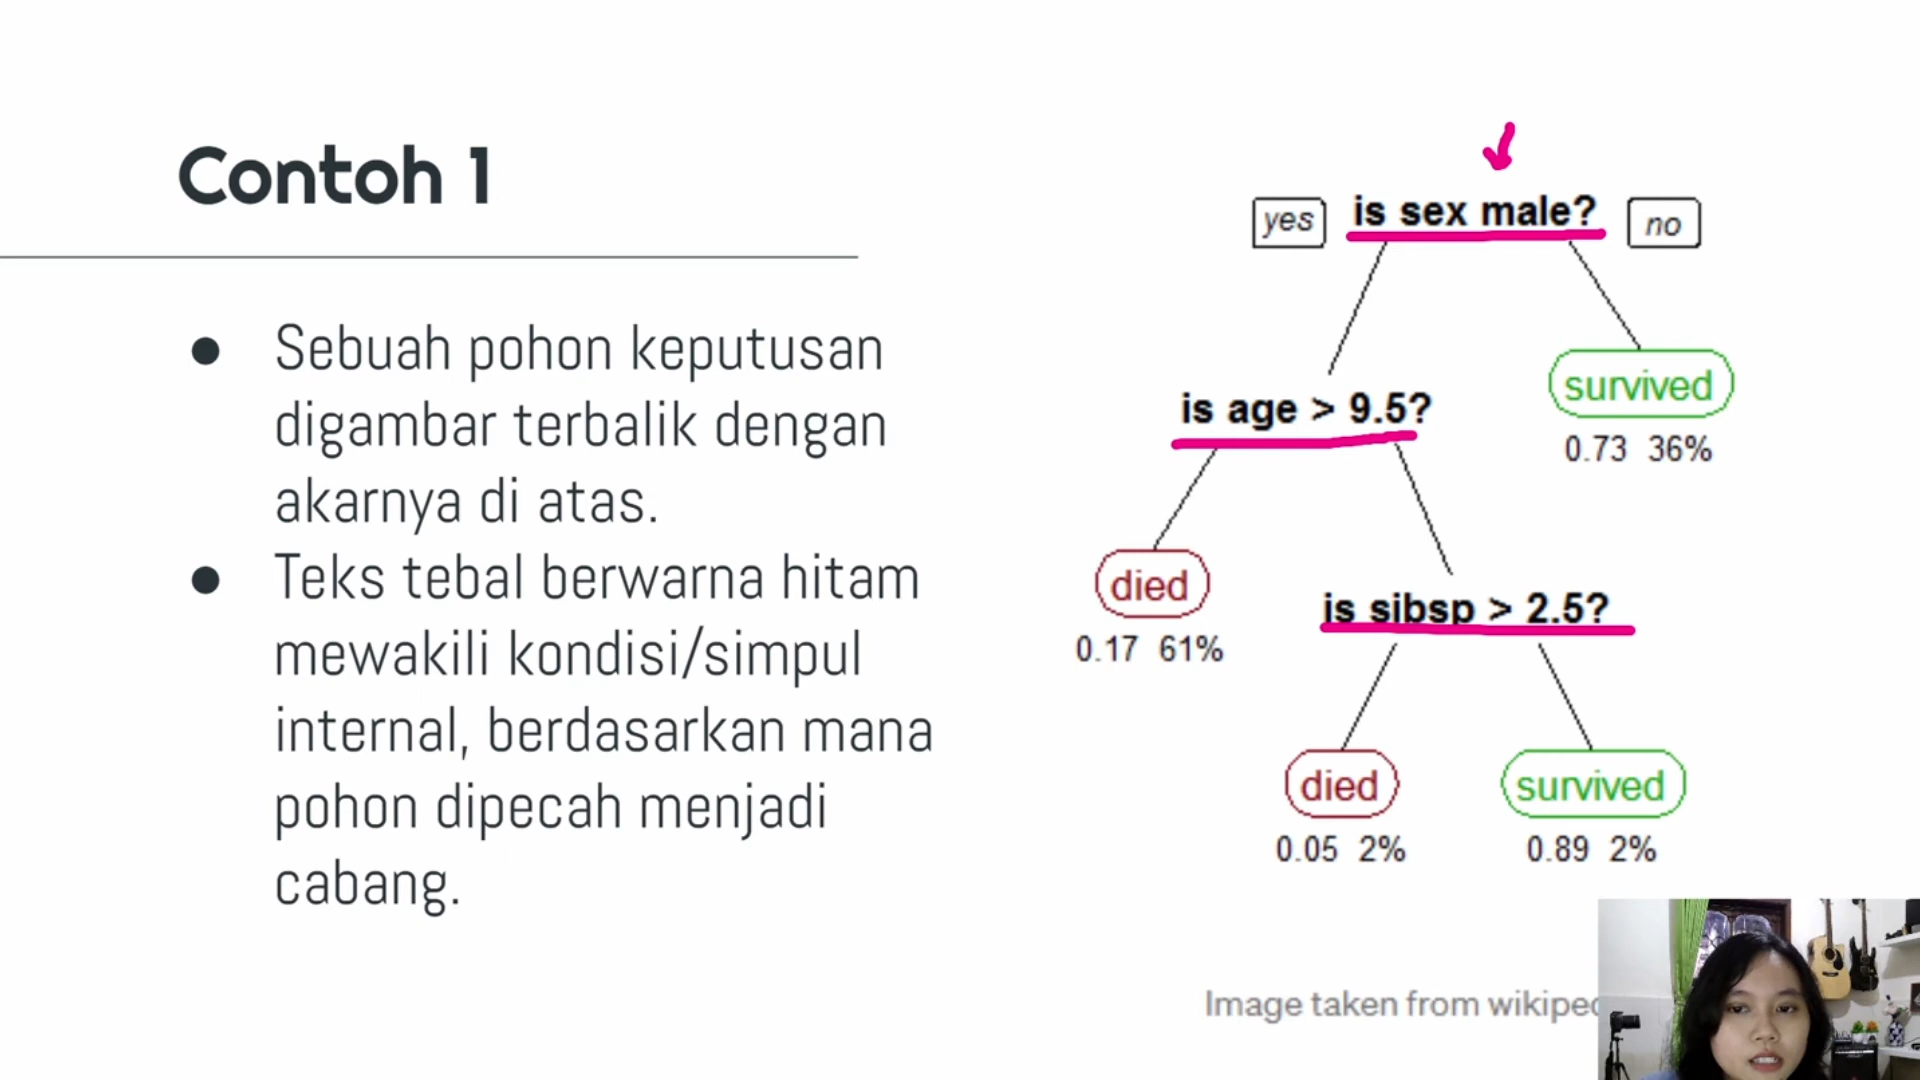 Contoh 1
Sebuah pohon keputusan
digambar terbalik dengan
akarnya di atas.
Teks tebal berwarna hitam
mewakili kondisi/simpul
internal, berdasarkan mana
pohon dipecah menjadi
cabang.
yes is sex male? no
is age > 9.5?
survived
0.73 36%
died
0.17 61%
is sibsp > 2.5?
died
0.05 2%
survived
0.89 2%
Image taken from